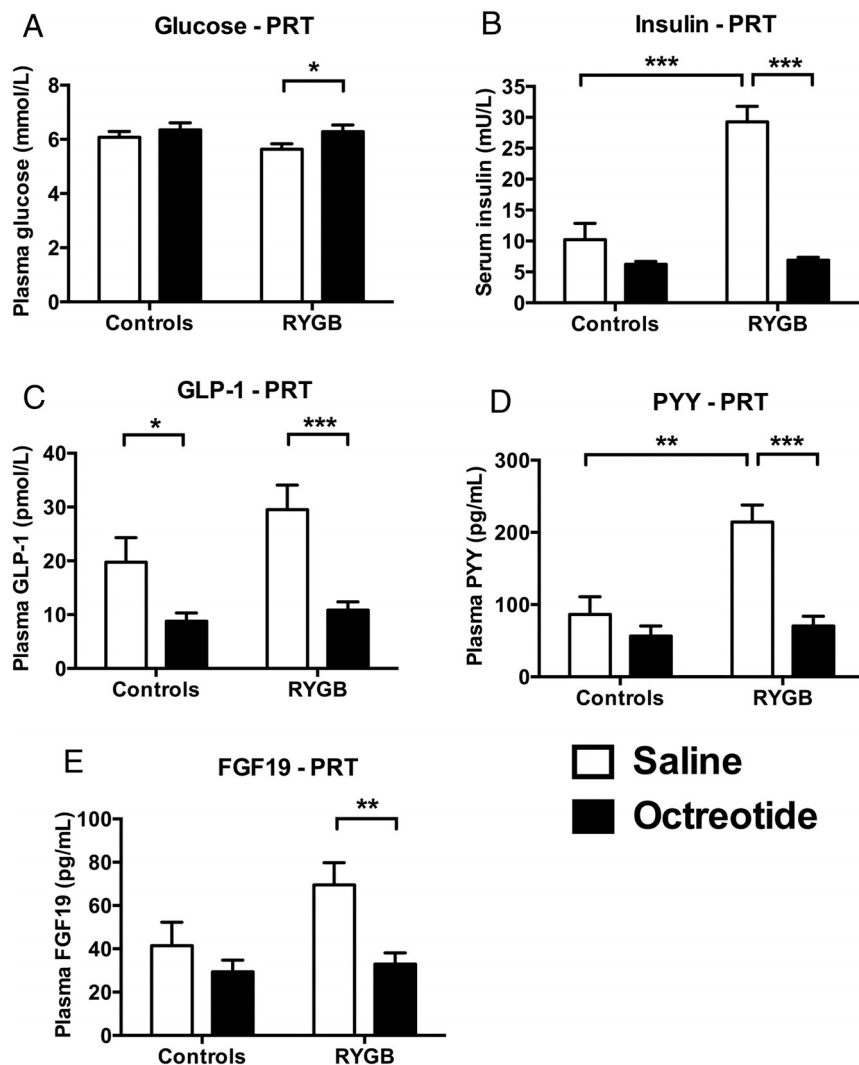 A
Glucose - PRT
*
Plasma glucose (mmol/L)
8
6
4
2
0
Controls
RYGB
B
Insulin - PRT
***
***
Serum insulin (mU/L)
35
30
25
20
15
10
5
0
Controls
RYGB
C
GLP-1 - PRT
*
***
Plasma GLP-1 (pmol/L)
40
30
20
10
0
Controls
RYGB
D
PYY - PRT
**
***
Plasma PYY (pg/mL)
300
200
100
0
Controls
RYGB
E
FGF19 - PRT
**
Plasma FGF19 (pg/mL)
100
80
60
40
20
0
Controls
RYGB
Saline
Octreotide